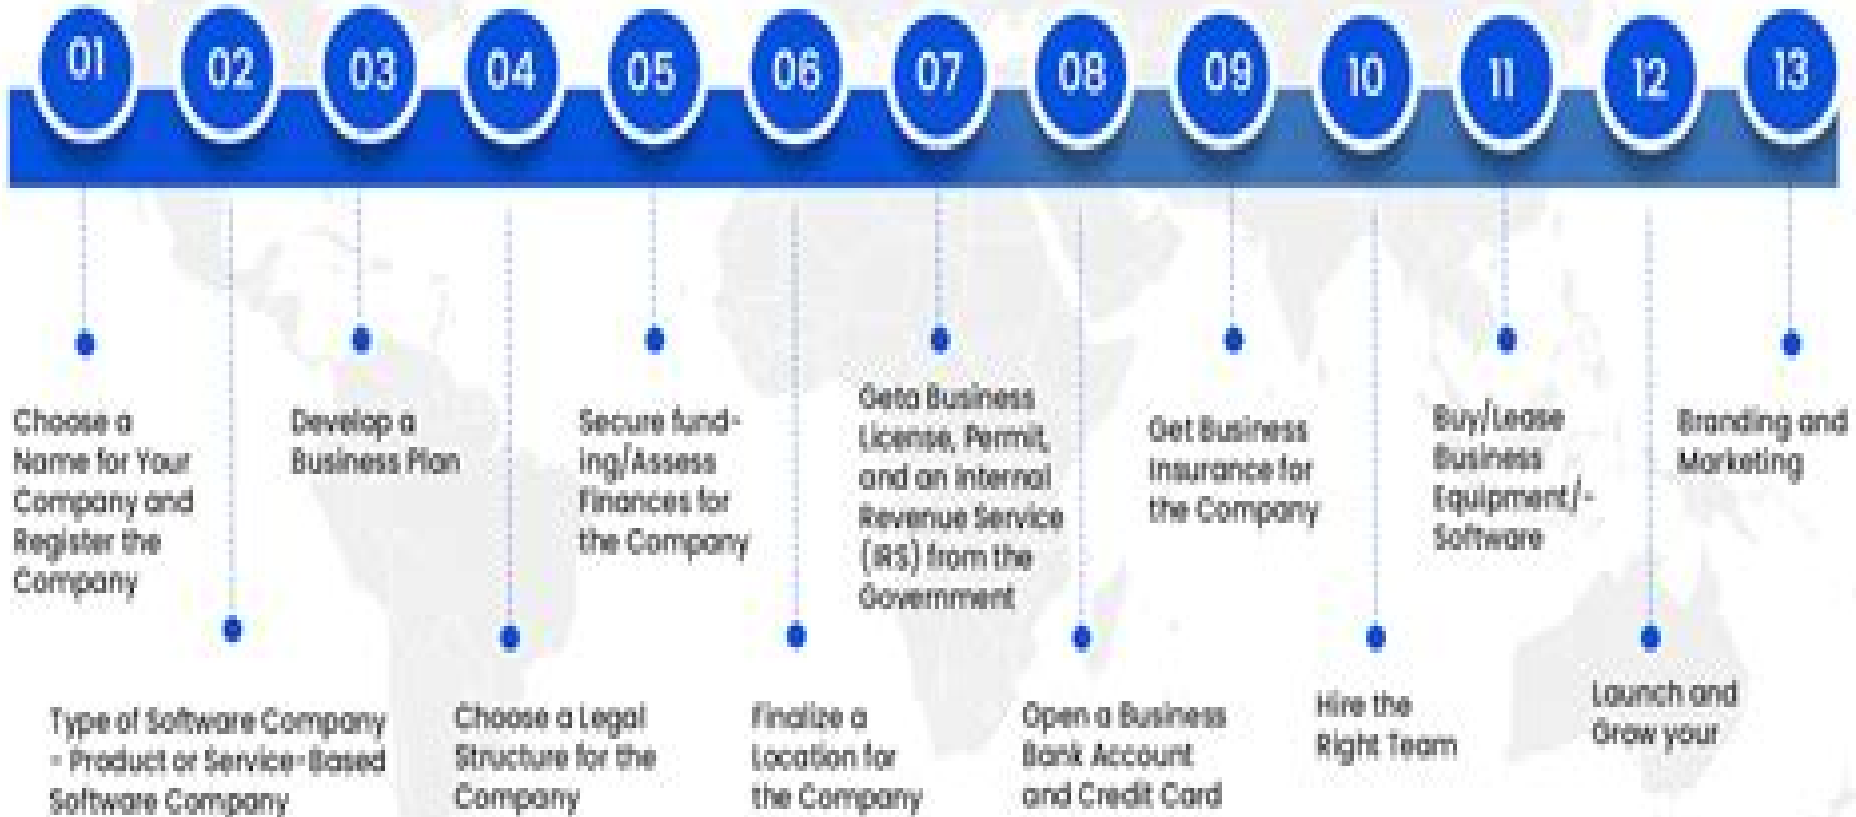 01 02 03 04 05 06 07 08 09 10 11 12 13
Choose a
Name for Your
Company and
Register the
Company
Type of Software Company
- Product or Service-Based
Software Company
Develop a
Business Plan
Choose a Legal
Structure for the
Company
Secure fund-
ing/Assess
Finances for
the Company
Finalize a
Location for
the Company
Geta Business
License, Permit,
and an Internal
Revenue Service
(IRS) from the
Government
Open a Business
Bank Account
and Credit Card
Get Business
Insurance for
the Company
Hire the
Right Team
Buy/Lease
Business
Equipment/-
Software
Launch and
Grow your
Branding and
Marketing